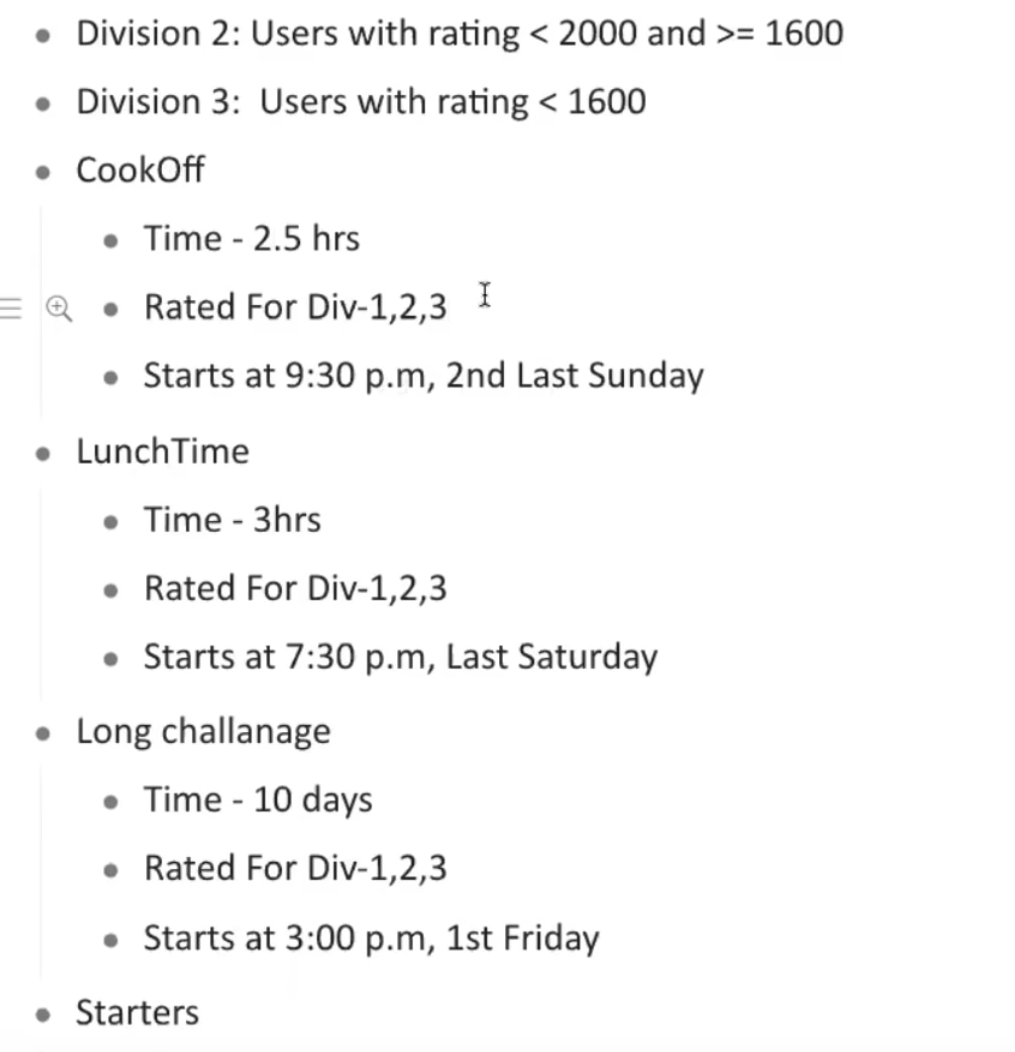 Division 2: Users with rating < 2000 and >= 1600
Division 3: Users with rating < 1600
CookOff
Time - 2.5 hrs
Rated For Div-1,2,3
Starts at 9:30 p.m, 2nd Last Sunday
LunchTime
Time - 3hrs
Rated For Div-1,2,3
Starts at 7:30 p.m, Last Saturday
Long challanage
Time - 10 days
Rated For Div-1,2,3
Starts at 3:00 p.m, 1st Friday
Starters